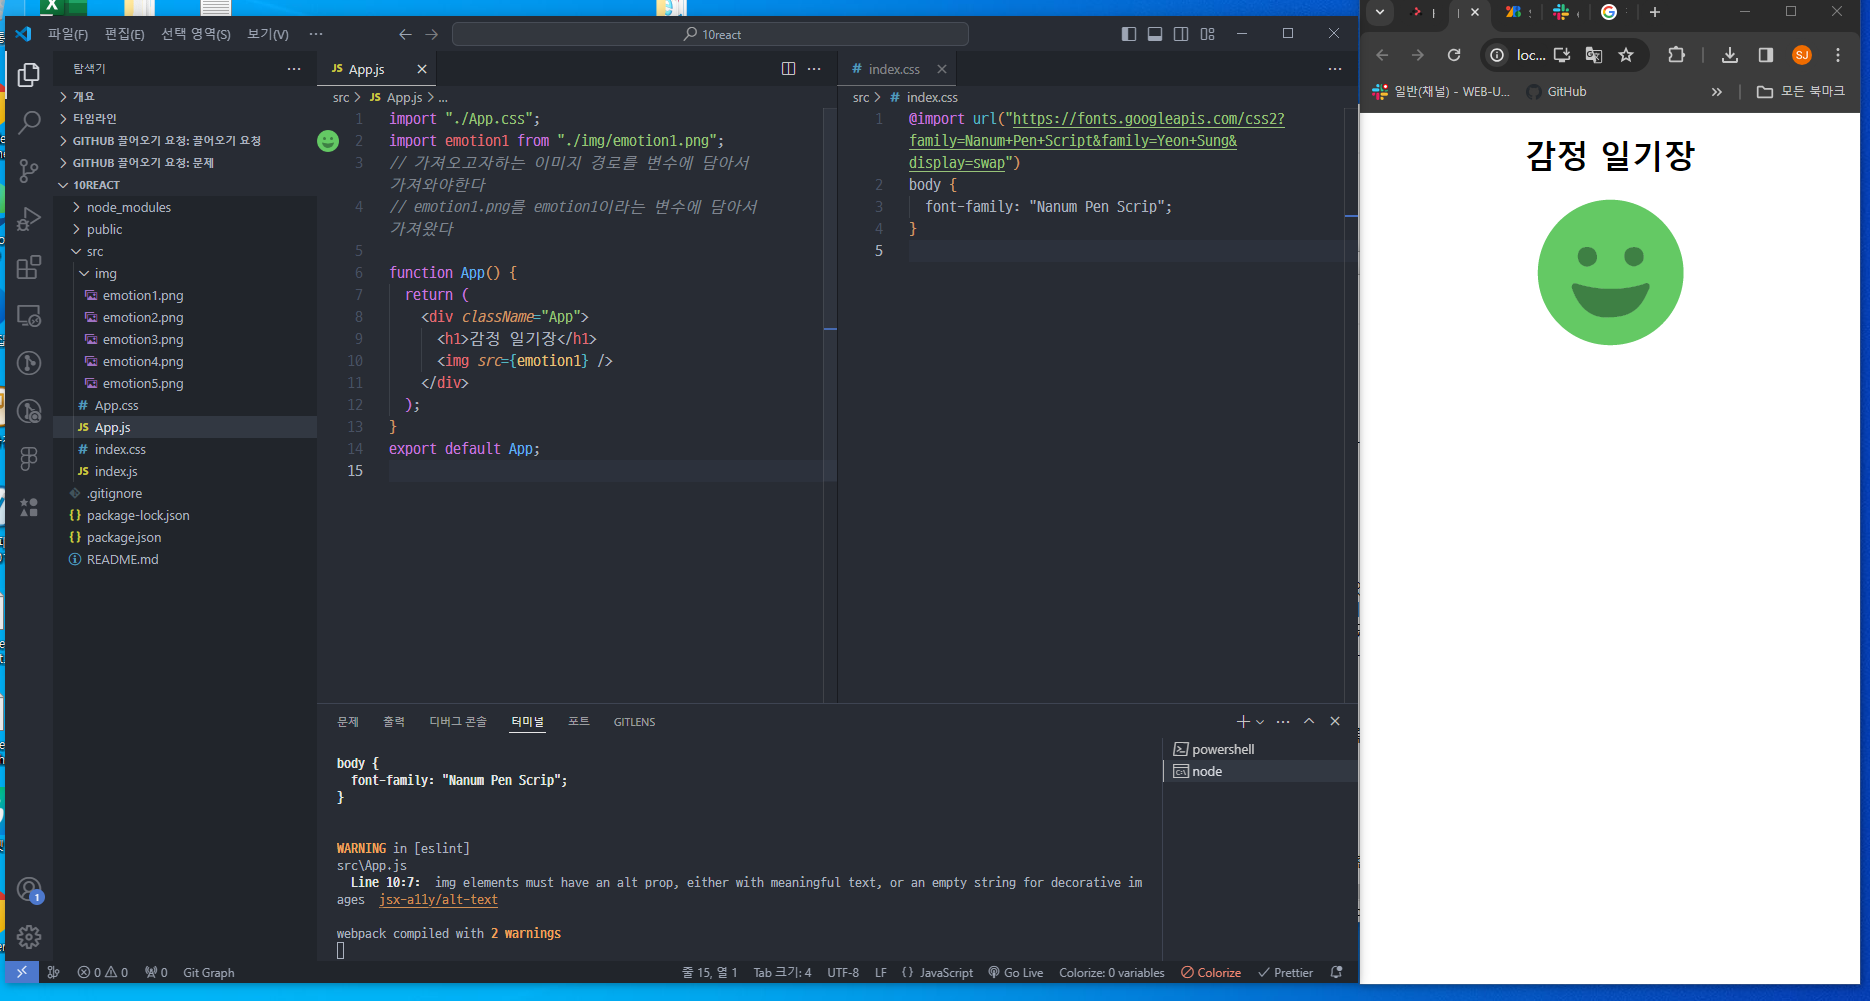 파일(F) 편집(E) 선택 영역(S) 보기(V) ···
10react
탐색기 ···
개요
타임라인
GITHUB 끌어오기 요청: 끌어오기 요청
GITHUB 끌어오기 요청: 문제
10REACT
node_modules
public
src
img
emotion1.png
emotion2.png
emotion3.png
emotion4.png
emotion5.png
# App.css
JS App.js
# index.css
JS index.js
.gitignore
{} package-lock.json
{} package.json
README.md
JS App.js
src > JS App.js > ...
1 import "./App.css";
2 import emotion1 from "./img/emotion1.png";
3 // 가져오고자하는 이미지 경로를 변수에 담아서
가져와야한다
4 // emotion1.png를 emotion1이라는 변수에 담아서
가져왔다
5
6 function App() {
7 return (
8 <div className="App">
9 <h1>감정 일기장</h1>
10 <img src={emotion1} />
11 </div>
12 );
13 }
14 export default App;
15
# index.css
src > # index.css
1 @import url("https://fonts.googleapis.com/css2?
family=Nanum+Pen+Script&family=Yeon+Sung&
display=swap")
2 body {
3 font-family: "Nanum Pen Scrip";
4 }
5
문제 출력 디버그 콘솔 터미널 포트 GITLENS
body {
font-family: "Nanum Pen Scrip";
}
WARNING in [eslint]
src\App.js
Line 10:7: img elements must have an alt prop, either with meaningful text, or an empty string for decorative im
ages jsx-a11y/alt-text
webpack compiled with 2 warnings
powershell
node
1
0 0 0 Git Graph
줄 15, 열 1 Tab 크기: 4 UTF-8 LF {} JavaScript Go Live Colorize: 0 variables Colorize Prettier
loc...
SJ
일반(채널) - WEB-U... GitHub » 모든 북마크
감정 일기장